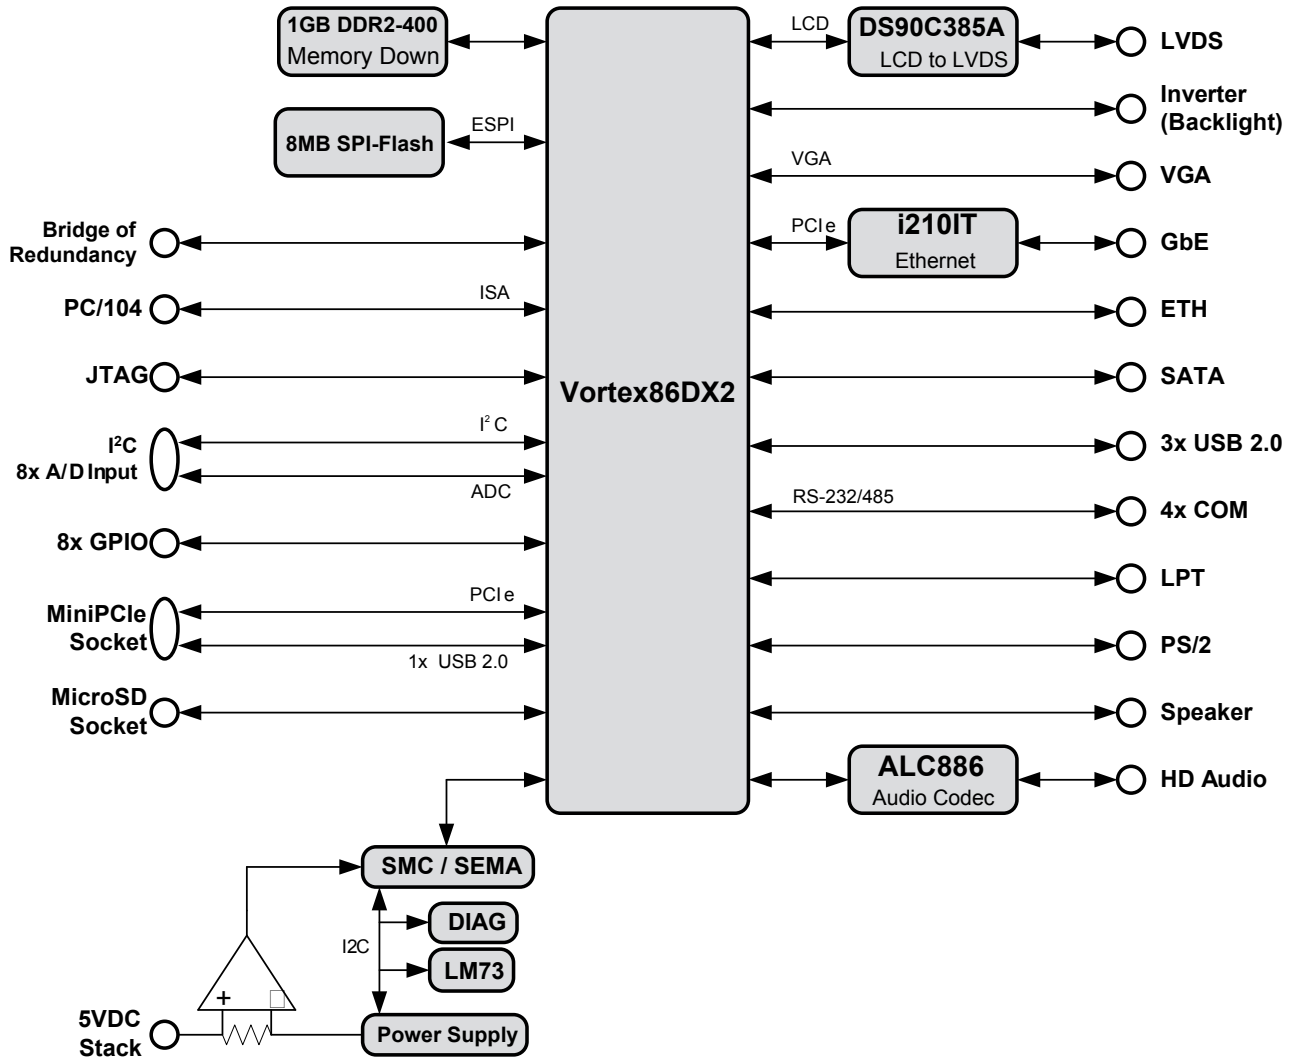 1GB DDR2-400
Memory Down
ESPI
8MB SPI-Flash
Bridge of
Redundancy
ISA
PC/104
JTAG
I²C
I²C
8x A/D Input
ADC
8x GPIO
PCIe
MiniPCIe
Socket
1x USB 2.0
MicroSD
Socket
Vortex86DX2
LCD
DS90C385A
LCD to LVDS
LVDS
Inverter
(Backlight)
VGA
VGA
PCIe
i210IT
Ethernet
GbE
ETH
SATA
3x USB 2.0
RS-232/485
4x COM
LPT
PS/2
Speaker
ALC886
Audio Codec
HD Audio
SMC / SEMA
DIAG
I2C
LM73
+
5VDC
Stack
Power Supply